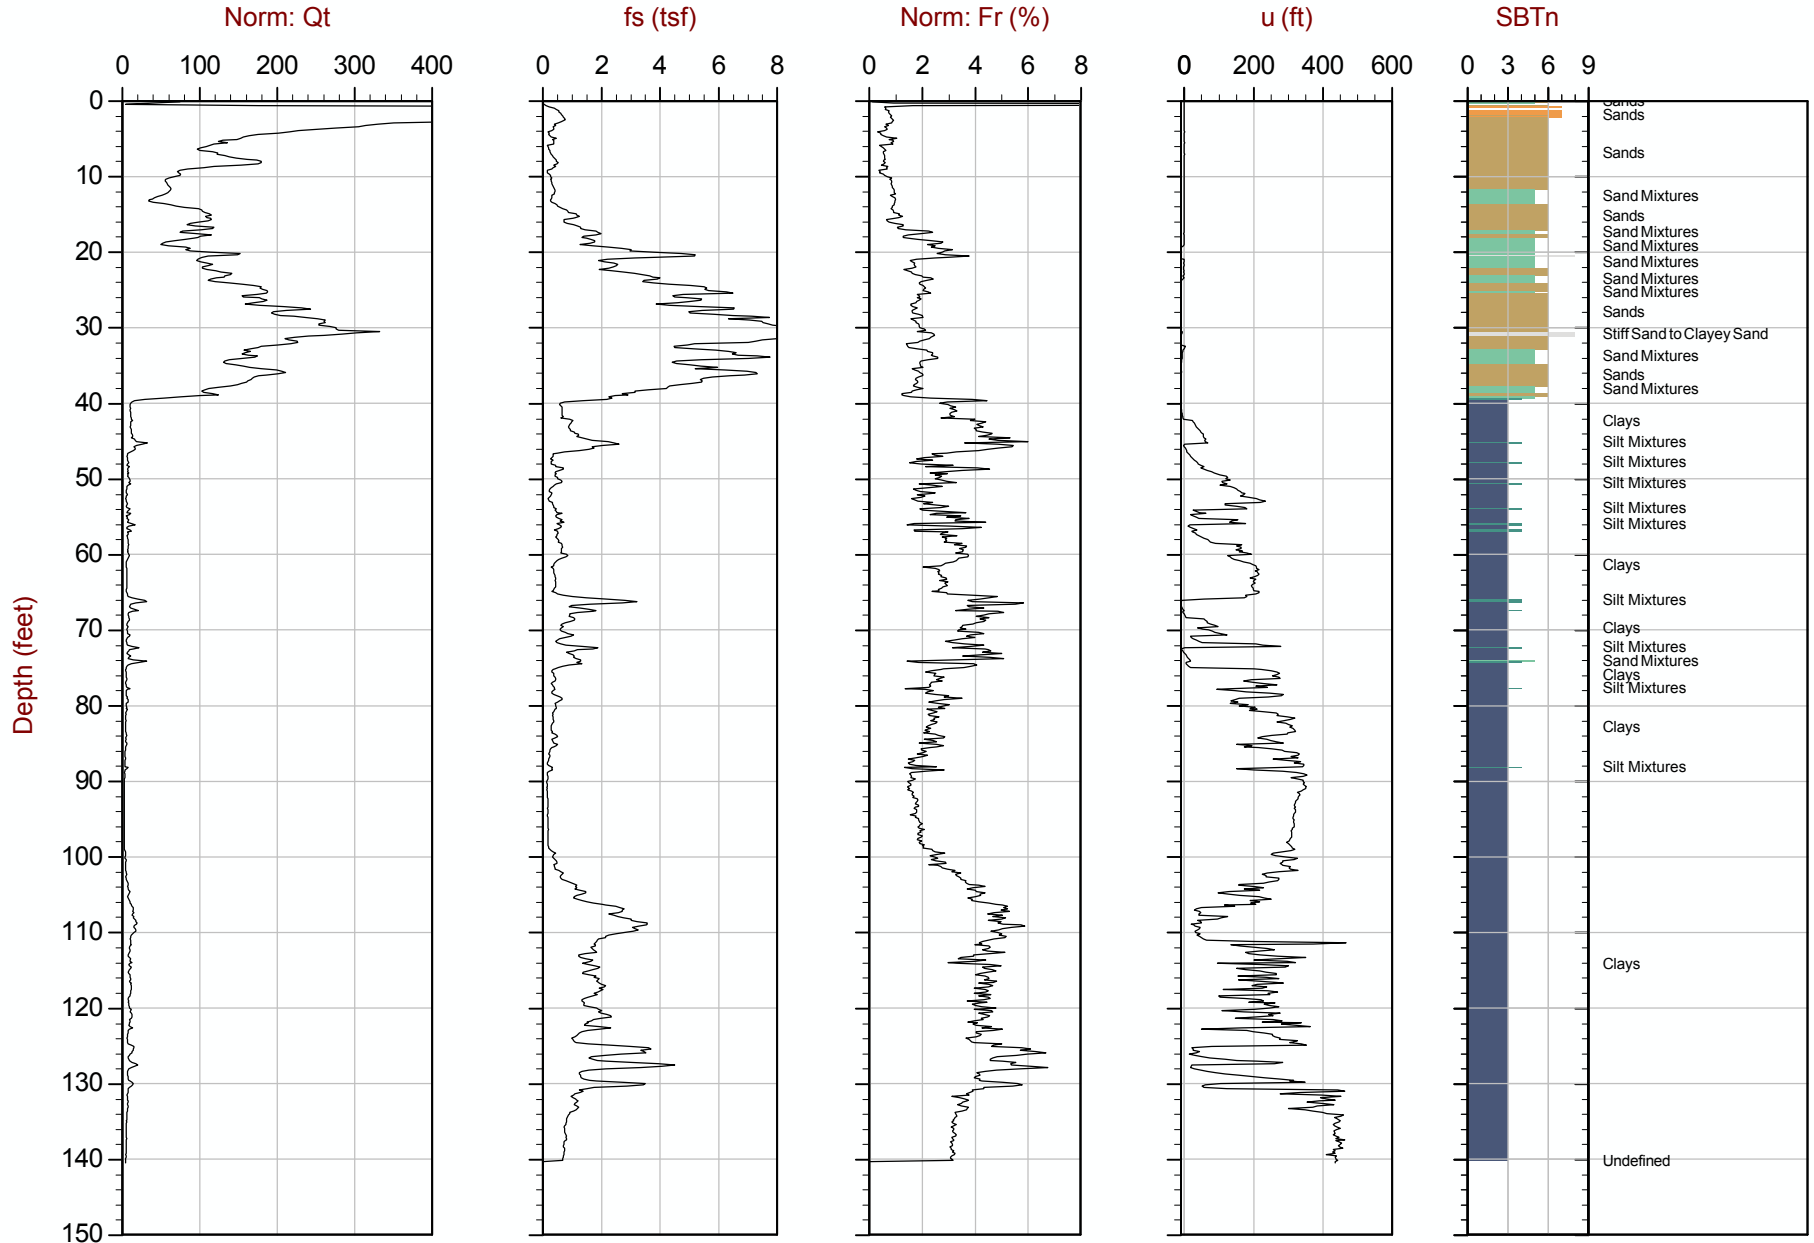 Norm: Qt fs (tsf) Norm: Fr (%) u (ft) SBTn
0 100 200 300 400 0 2 4 6 8 0 2 4 6 8 0 200 400 600 0 3 6 9
0
Sands
Sands
Sands
10
Sand Mixtures
Sands
Sand Mixtures
Sand Mixtures
20
Sand Mixtures
Sand Mixtures
Sand Mixtures
Sands
30
Stiff Sand to Clayey Sand
Sand Mixtures
Sands
Sand Mixtures
40
Clays
Silt Mixtures
Silt Mixtures
50
Silt Mixtures
Silt Mixtures
Silt Mixtures
60
Clays
Silt Mixtures
70
Clays
Silt Mixtures
Sand Mixtures
Clays
Silt Mixtures
80
Clays
Silt Mixtures
90
100
110
Clays
120
130
140
Undefined
150
Depth (feet)